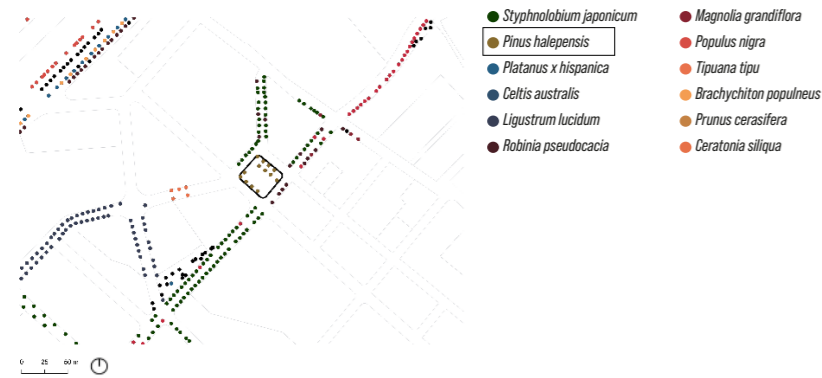 Styphnolobium japonicum
Pinus halepensis
Platanus x hispanica
Celtis australis
Ligustrum lucidum
Robinia pseudocacia
Magnolia grandiflora
Populus nigra
Tipuana tipu
Brachychiton populneus
Prunus cerasifera
Ceratonia siliqua
0 25 60 m